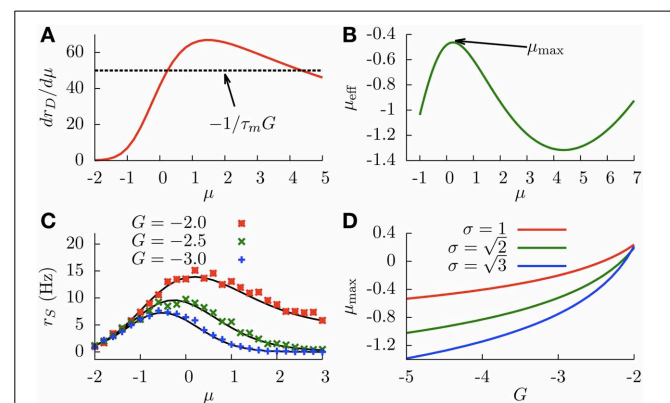 A
dr_D/dμ
60
40
20
0
-1/τ_mG
-2 -1 0 1 2 3 4 5
μ
B
μ_eff
-0.4
-0.6
-0.8
-1
-1.2
-1.4
μ_max
-1 0 1 2 3 4 5 6 7
μ
C
r_S (Hz)
20
15
10
5
0
G = −2.0
G = −2.5
G = −3.0
-2 -1 0 1 2 3
μ
D
μ_max
0.4
0
-0.4
-0.8
-1.2
σ = 1
σ = √2
σ = √3
-5 -4 -3 -2
G